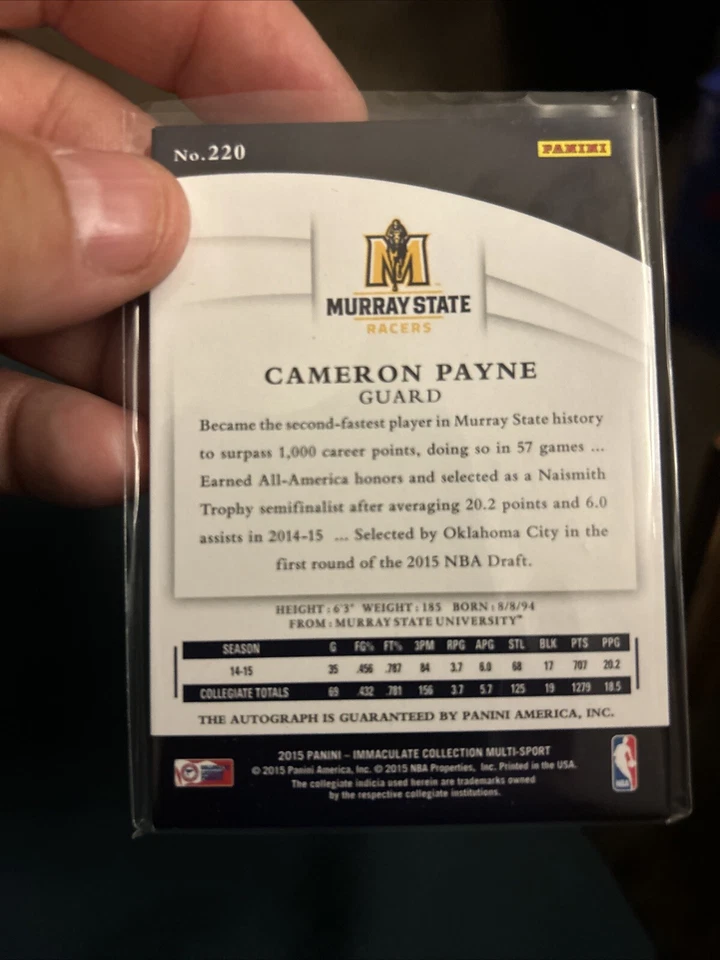 No.220
PANINI
M
MURRAY STATE
RACERS
CAMERON PAYNE
GUARD
Became the second-fastest player in Murray State history
to surpass 1,000 career points, doing so in 57 games ...
Earned All-America honors and selected as a Naismith
Trophy semifinalist after averaging 20.2 points and 6.0
assists in 2014-15 ... Selected by Oklahoma City in the
first round of the 2015 NBA Draft.
HEIGHT: 6'3" WEIGHT: 185 BORN: 8/8/94
FROM: MURRAY STATE UNIVERSITY™
SEASON G FG% FT% 3PM RPG APG STL BLK PTS PPG
14-15 35 .456 .787 84 3.7 6.0 68 17 707 20.2
COLLEGIATE TOTALS 69 .432 .781 156 3.7 5.7 125 19 1279 18.5
THE AUTOGRAPH IS GUARANTEED BY PANINI AMERICA, INC.
2015 PANINI – IMMACULATE COLLECTION MULTI-SPORT
© 2015 Panini America, Inc. © 2015 NBA Properties, Inc. Printed in the USA.
The collegiate indicia used herein are trademarks owned
by the respective collegiate institutions.
NBA